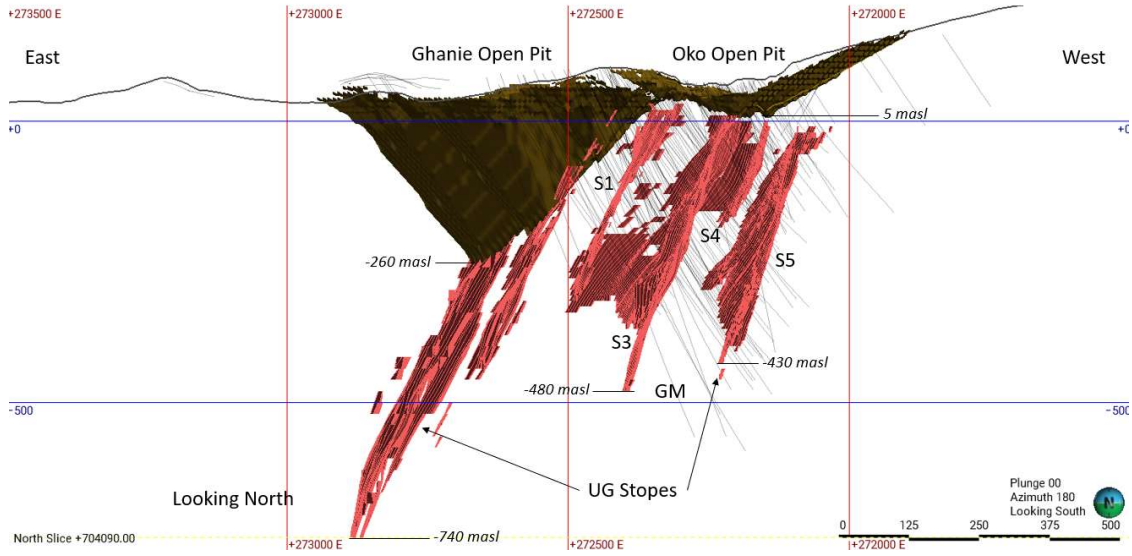 +273500 E
+273000 E
+272500 E
+272000 E
East
Ghanie Open Pit
Oko Open Pit
West
5 masl
+0
+0
S1
S4
S5
-260 masl
S3
-430 masl
-480 masl
GM
-500
-500
Looking North
UG Stopes
Plunge 00
Azimuth 180
Looking South
N
0 125 250 375 500
North Slice +704090.00
+273000 E
-740 masl
+272500 E
+272000 E